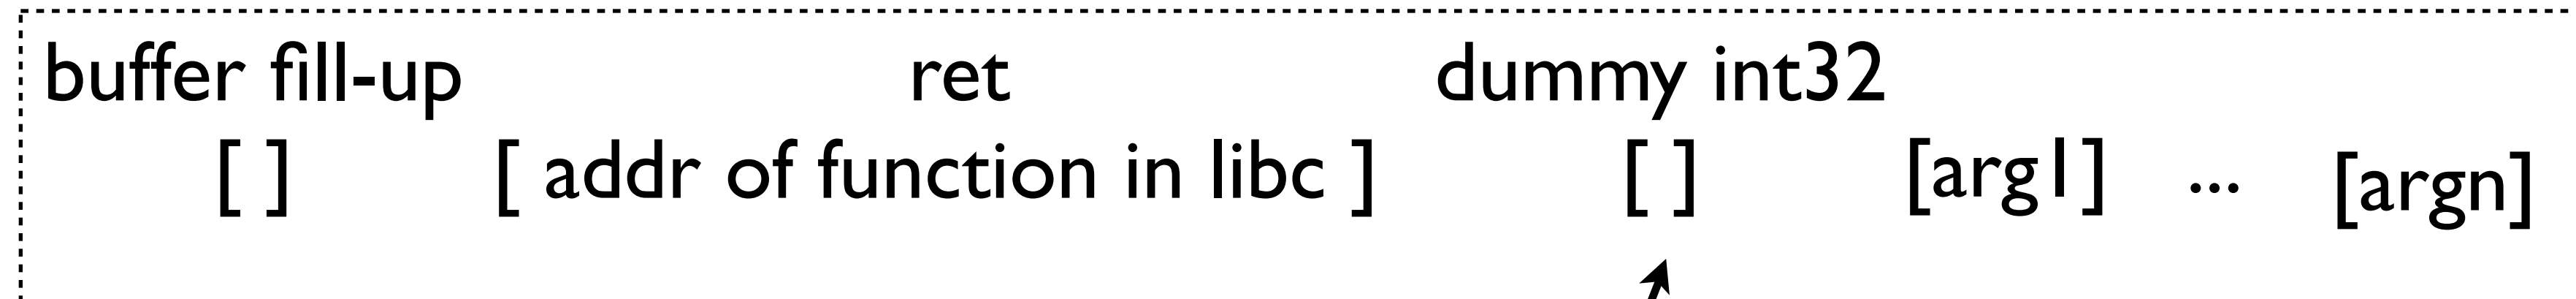 buffer fill-up ret dummy int32
[ ] [ addr of function in libc ] [ ] [arg1] ... [argn]